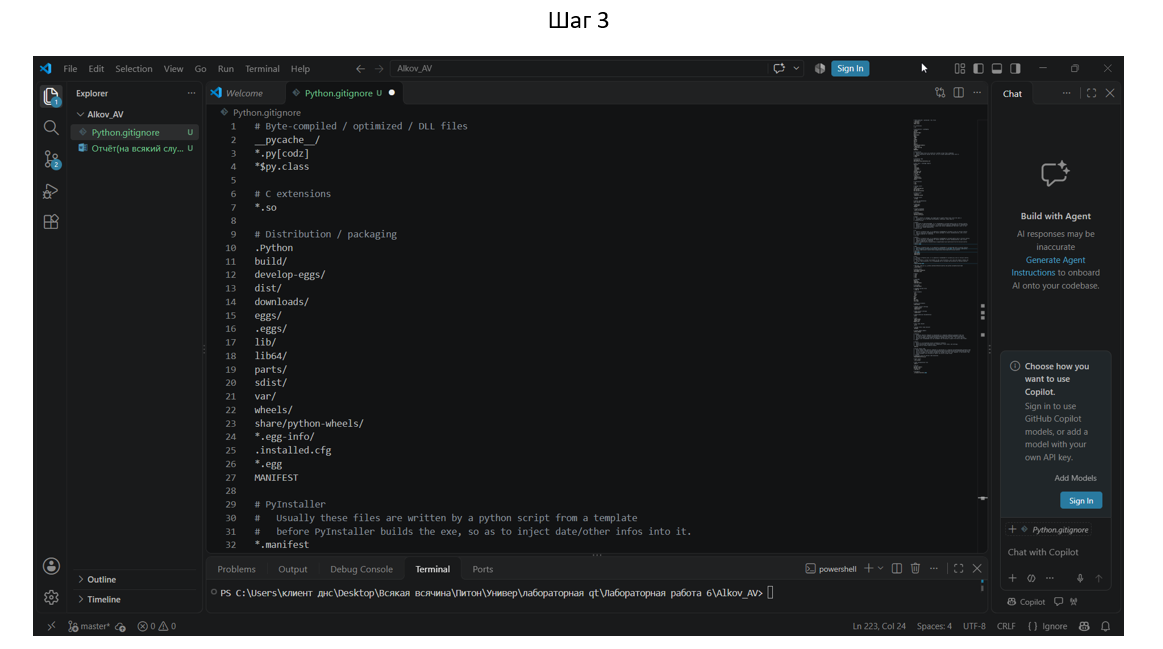 Шаг 3
File Edit Selection View Go Run Terminal Help
Alkov_AV
Sign In
Explorer
Alkov_AV
Python.gitignore U
Отчёт(на всякий слу... U
1
2
Welcome
Python.gitignore U
Python.gitignore
1 # Byte-compiled / optimized / DLL files
2 __pycache__/
3 *.py[codz]
4 *$py.class
5
6 # C extensions
7 *.so
8
9 # Distribution / packaging
10 .Python
11 build/
12 develop-eggs/
13 dist/
14 downloads/
15 eggs/
16 .eggs/
17 lib/
18 lib64/
19 parts/
20 sdist/
21 var/
22 wheels/
23 share/python-wheels/
24 *.egg-info/
25 .installed.cfg
26 *.egg
27 MANIFEST
28
29 # PyInstaller
30 #   Usually these files are written by a python script from a template
31 #   before PyInstaller builds the exe, so as to inject date/other infos into it.
32 *.manifest
Chat
Build with Agent
AI responses may be
inaccurate
Generate Agent
Instructions to onboard
AI onto your codebase.
Choose how you
want to use
Copilot.
Sign in to use
GitHub Copilot
models, or add a
model with your
own API key.
Add Models
Sign In
Python.gitignore
Chat with Copilot
Copilot
Problems Output Debug Console Terminal Ports
powershell
PS C:\Users\клиент днс\Desktop\Всякая всячина\Питон\Универ\лабораторная qt\Лабораторная работа 6\Alkov_AV>
Outline
Timeline
master* 0 0
Ln 223, Col 24 Spaces: 4 UTF-8 CRLF { } Ignore